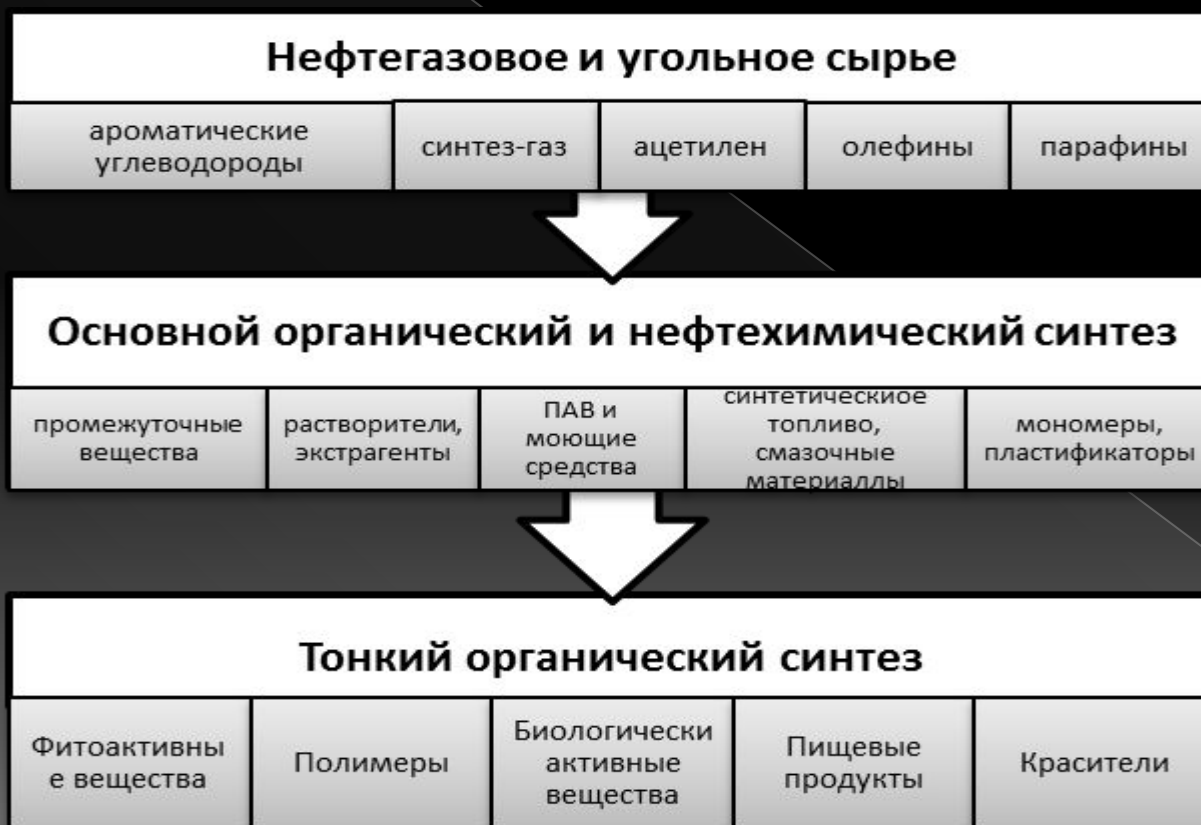 Нефтегазовое и угольное сырье
ароматические
углеводороды
синтез-газ
ацетилен
олефины
парафины
Основной органический и нефтехимический синтез
промежуточные
вещества
растворители,
экстрагенты
ПАВ и
моющие
средства
синтетическиое
топливо,
смазочные
материаллы
мономеры,
пластификаторы
Тонкий органический синтез
Фитоактивны
е вещества
Полимеры
Биологически
активные
вещества
Пищевые
продукты
Красители